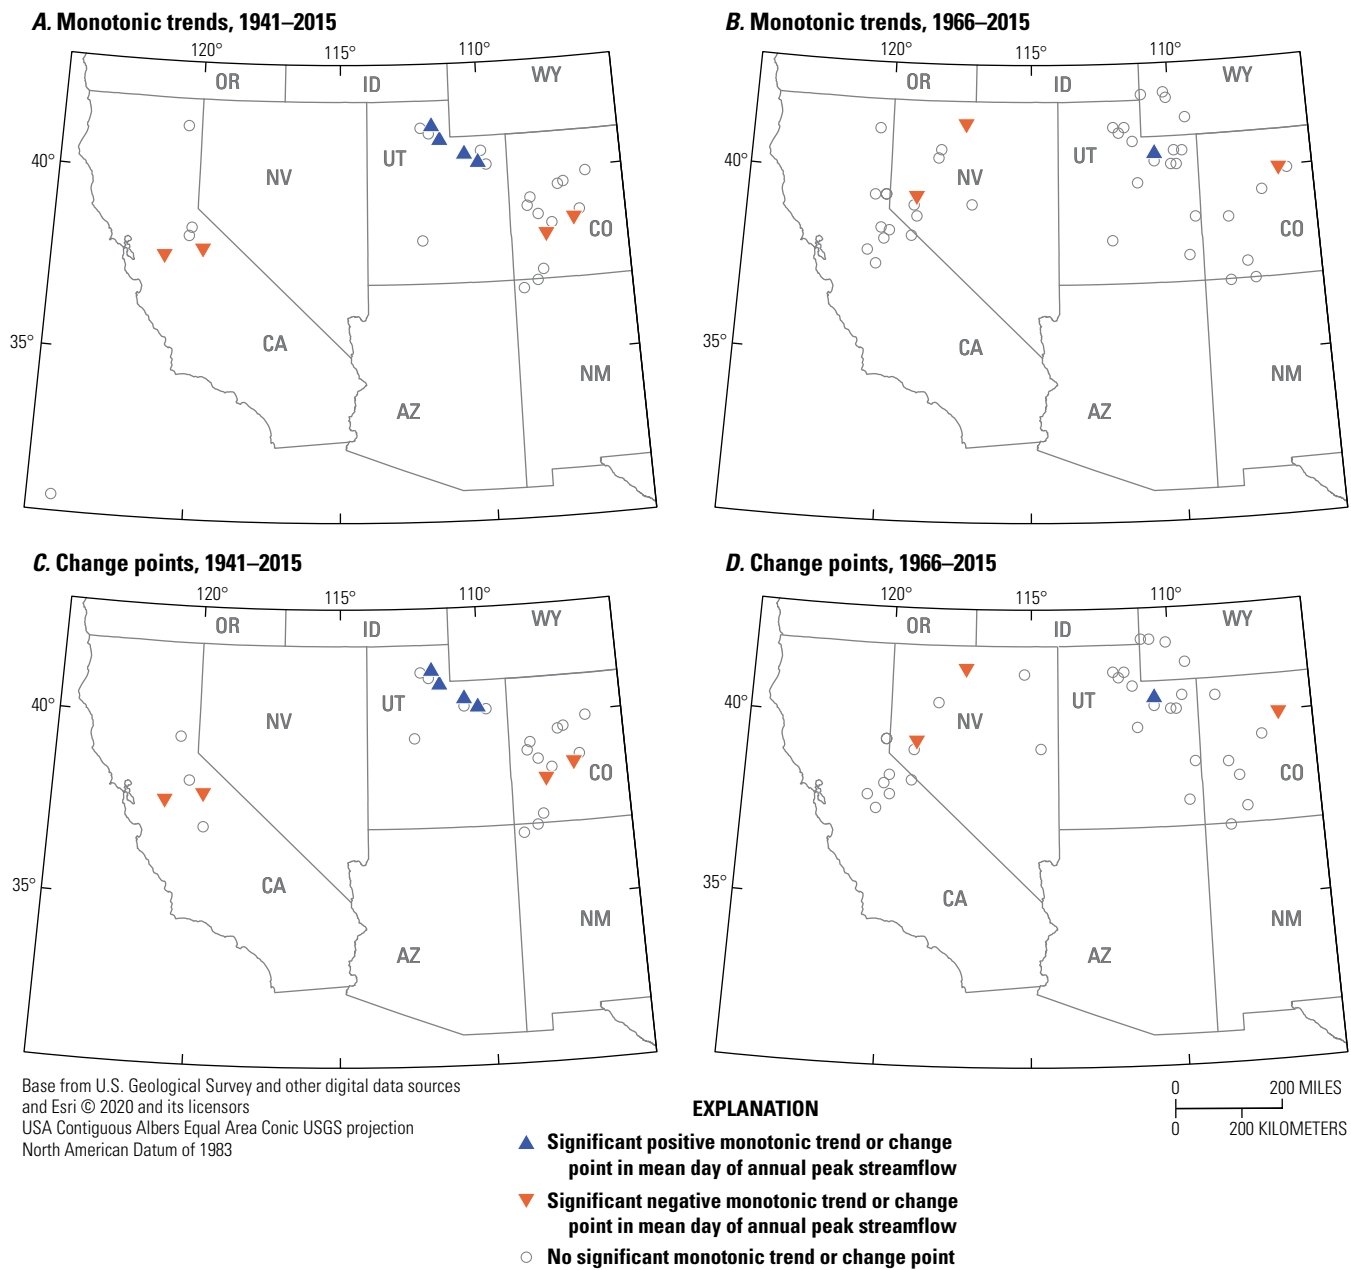 A. Monotonic trends, 1941–2015
120° 115° 110°
OR ID WY
40° UT NV CO
35° CA NM
AZ
B. Monotonic trends, 1966–2015
120° 115° 110°
OR ID WY
40° UT NV CO
35° CA NM
AZ
C. Change points, 1941–2015
120° 115° 110°
OR ID WY
40° UT NV CO
35° CA NM
AZ
D. Change points, 1966–2015
120° 115° 110°
OR ID WY
40° UT NV CO
35° CA NM
AZ
Base from U.S. Geological Survey and other digital data sources
and Esri © 2020 and its licensors
USA Contiguous Albers Equal Area Conic USGS projection
North American Datum of 1983
0 200 MILES
0 200 KILOMETERS
EXPLANATION
Significant positive monotonic trend or change
point in mean day of annual peak streamflow
Significant negative monotonic trend or change
point in mean day of annual peak streamflow
No significant monotonic trend or change point